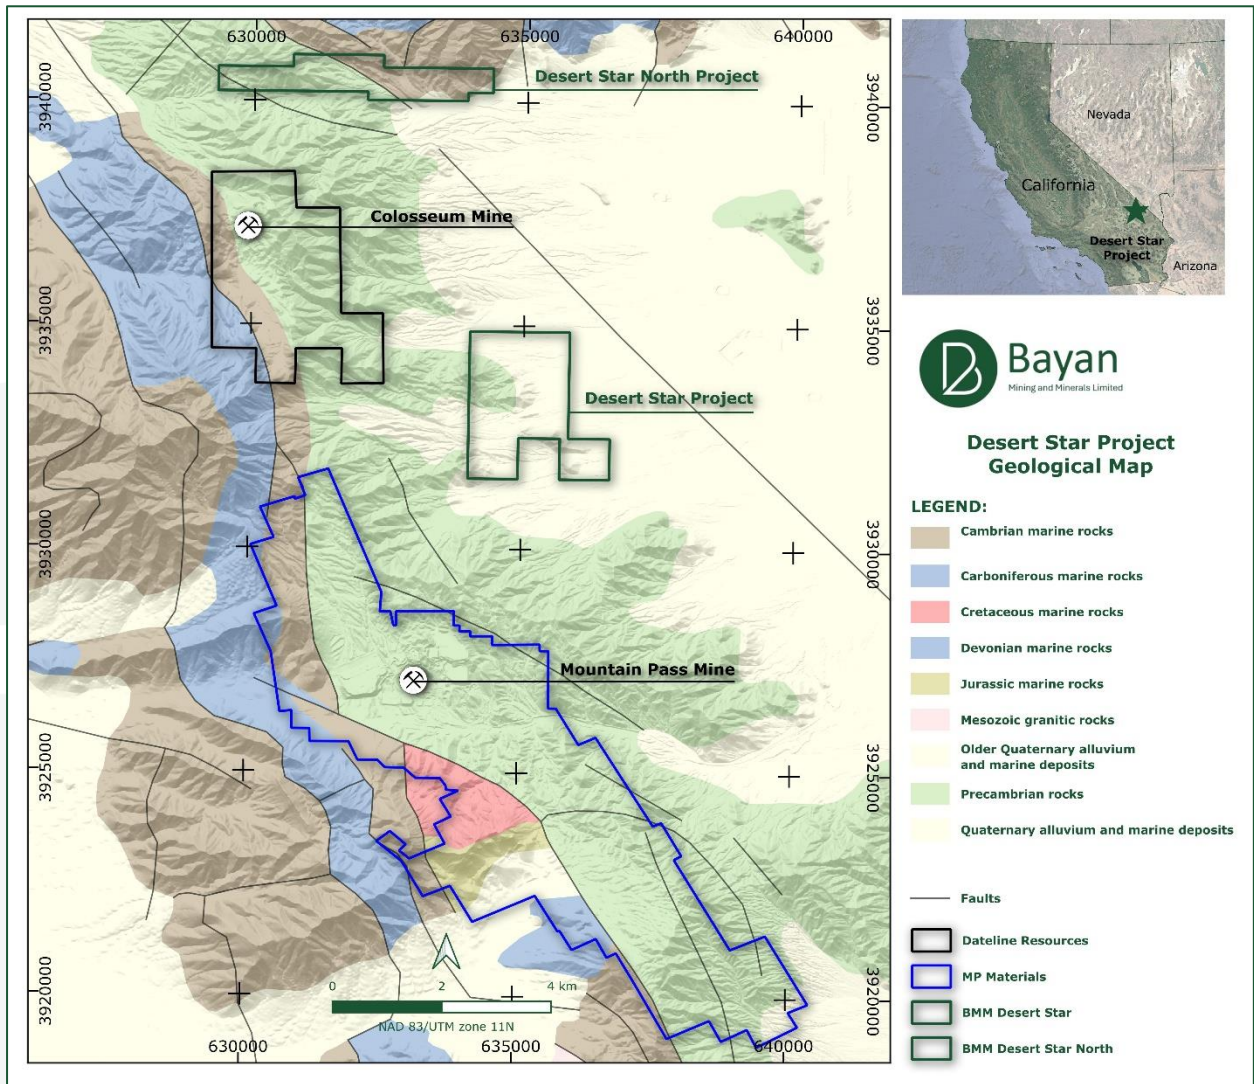 630000
635000
640000
3940000
3940000
Desert Star North Project
Colosseum Mine
3935000
3935000
Desert Star Project
3930000
3930000
Mountain Pass Mine
3925000
3925000
3920000
3920000
0
2
4 km
NAD 83/UTM zone 11N
630000
635000
640000
Nevada
California
Desert Star
Project
Arizona
Bayan
Mining and Minerals Limited
Desert Star Project
Geological Map
LEGEND:
Cambrian marine rocks
Carboniferous marine rocks
Cretaceous marine rocks
Devonian marine rocks
Jurassic marine rocks
Mesozoic granitic rocks
Older Quaternary alluvium
and marine deposits
Precambrian rocks
Quaternary alluvium and marine deposits
Faults
Dateline Resources
MP Materials
BMM Desert Star
BMM Desert Star North